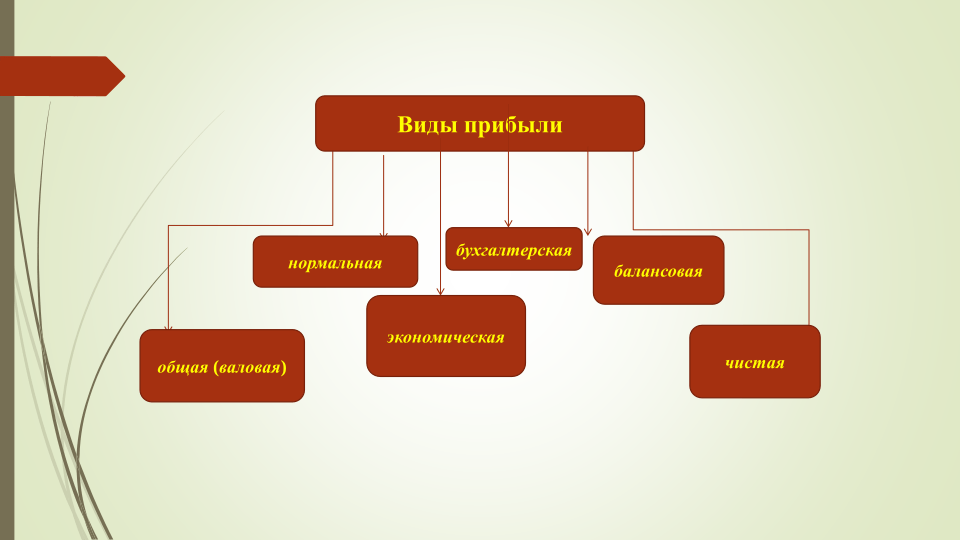 Виды прибыли
нормальная
бухгалтерская
балансовая
экономическая
общая (валовая)
чистая